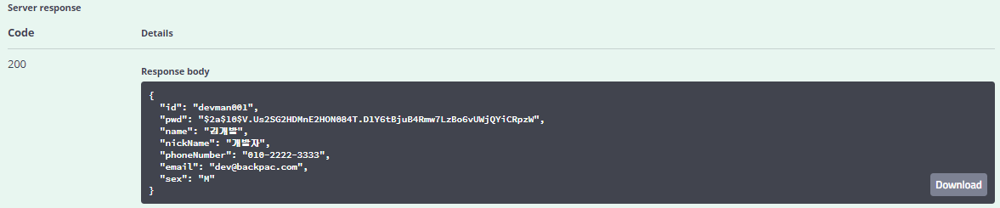 Server response
Code Details
200
Response body
{
"id": "devman001",
"pwd": "$2a$10$V.Us2SG2HDMnE2HON084T.D1Y6tBjuB4Rmw7LzBo6vUWjQYiCRpzW",
"name": "김개발",
"nickName": "개발자",
"phoneNumber": "010-2222-3333",
"email": "dev@backpac.com",
"sex": "M"
}
Download